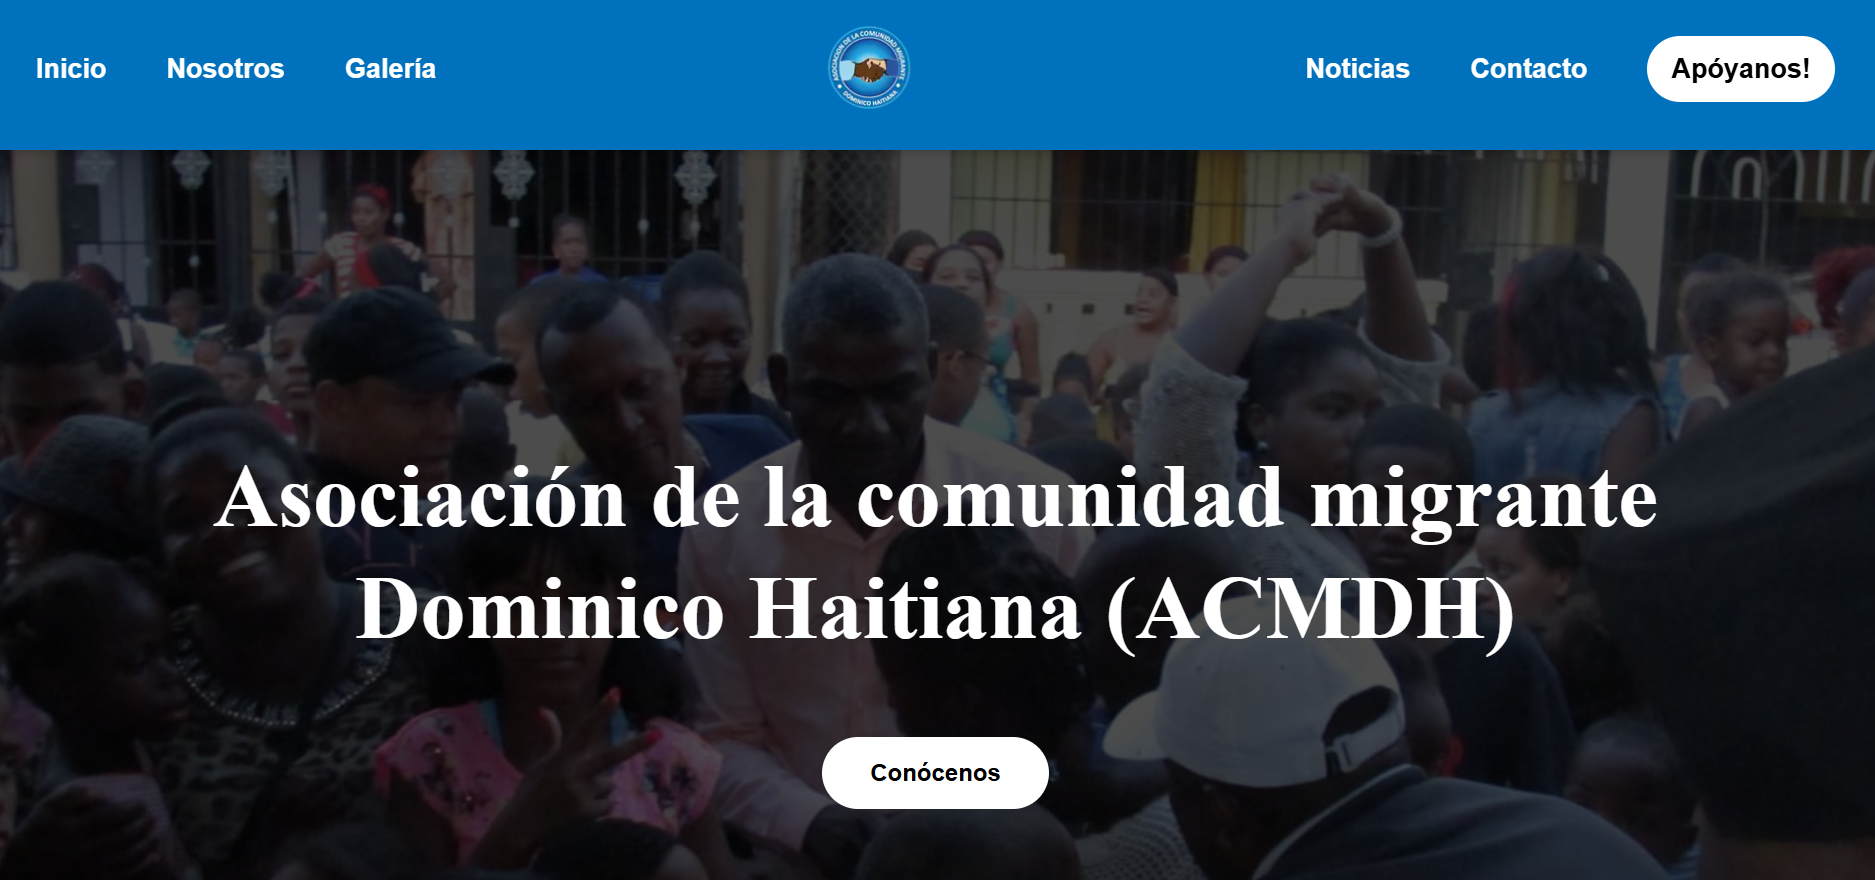 Inicio
Nosotros
Galería
ASOCIACION DE LA COMUNIDAD MIGRANTE
DOMINICO HAITIANA
Noticias
Contacto
Apóyanos!
Asociación de la comunidad migrante
Dominico Haitiana (ACMDH)
Conócenos